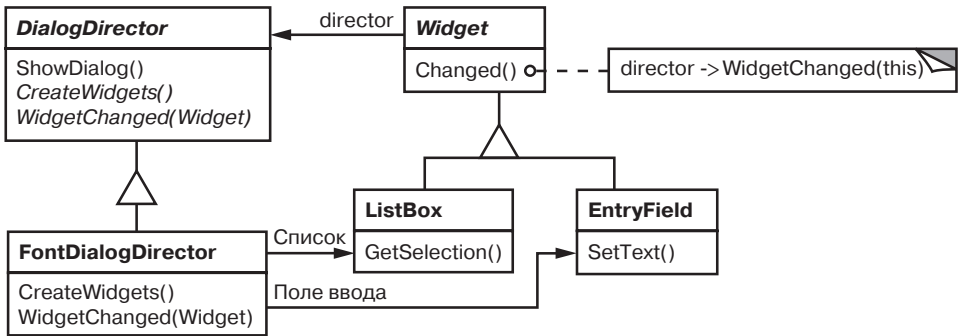 DialogDirector
ShowDialog()
CreateWidgets()
WidgetChanged(Widget)
director
Widget
Changed()
director -> WidgetChanged(this)
ListBox
GetSelection()
EntryField
SetText()
FontDialogDirector
CreateWidgets()
WidgetChanged(Widget)
Список
Поле ввода